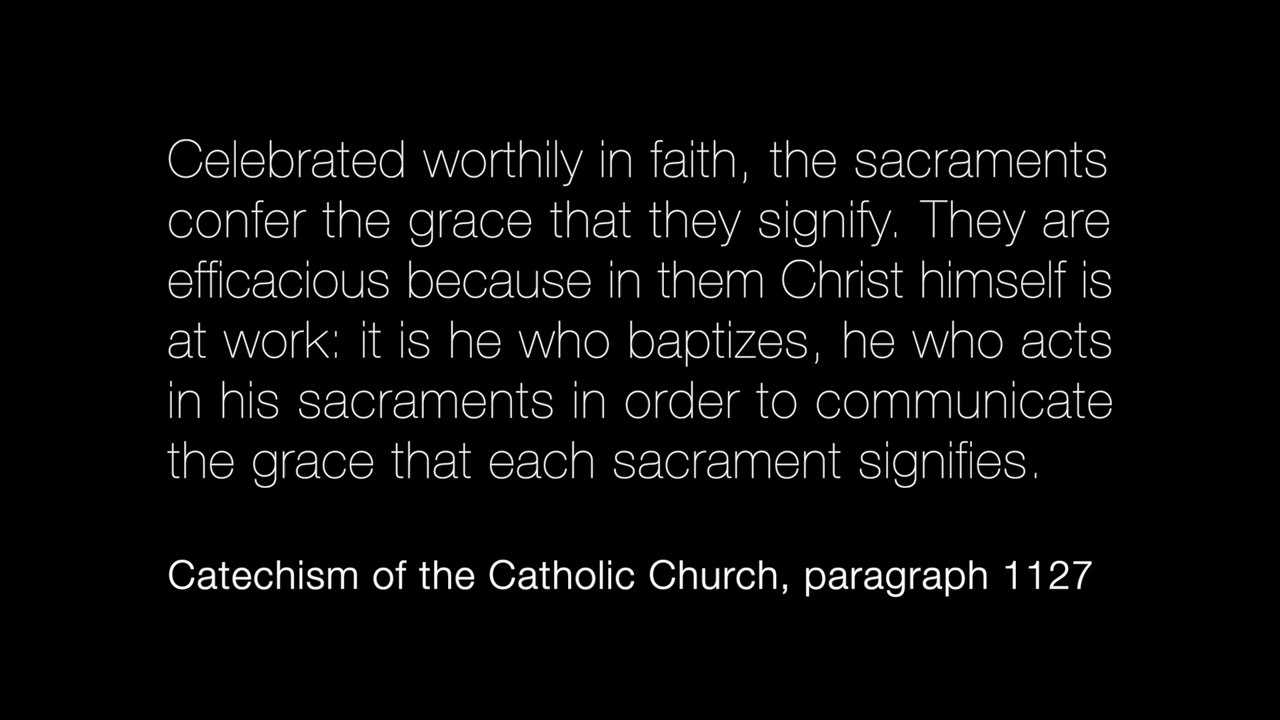 Celebrated worthily in faith, the sacraments
confer the grace that they signify. They are
efficacious because in them Christ himself is
at work: it is he who baptizes, he who acts
in his sacraments in order to communicate
the grace that each sacrament signifies.
Catechism of the Catholic Church, paragraph 1127